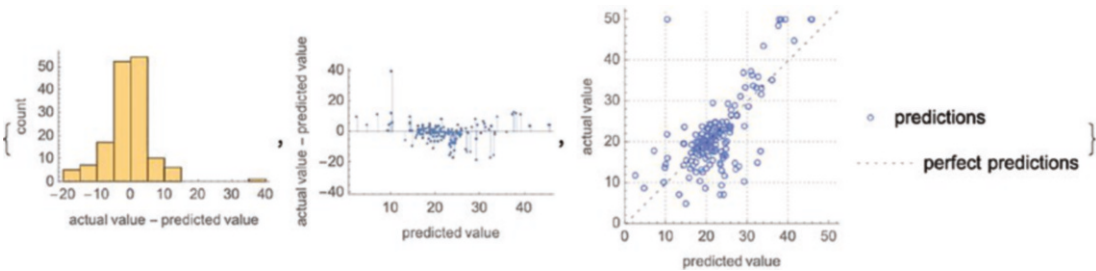 {
count
50
40
30
20
10
0
−20 −10 0 10 20 30 40
actual value – predicted value
,
actual value – predicted value
40
20
0
−20
−40
10 20 30 40
predicted value
,
actual value
50
40
30
20
10
0
0 10 20 30 40 50
predicted value
predictions
perfect predictions
}